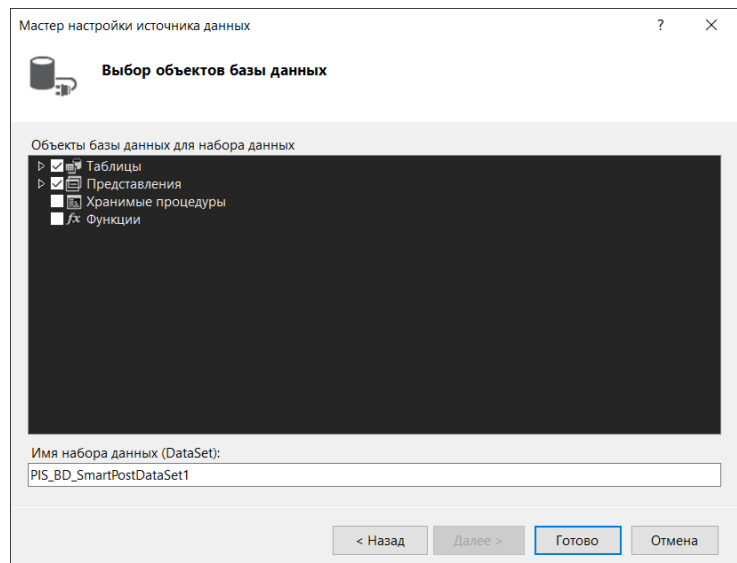 Мастер настройки источника данных
?
Выбор объектов базы данных
Объекты базы данных для набора данных
Таблицы
Представления
Хранимые процедуры
fx Функции
Имя набора данных (DataSet):
PIS_BD_SmartPostDataSet1
< Назад Далее > Готово Отмена